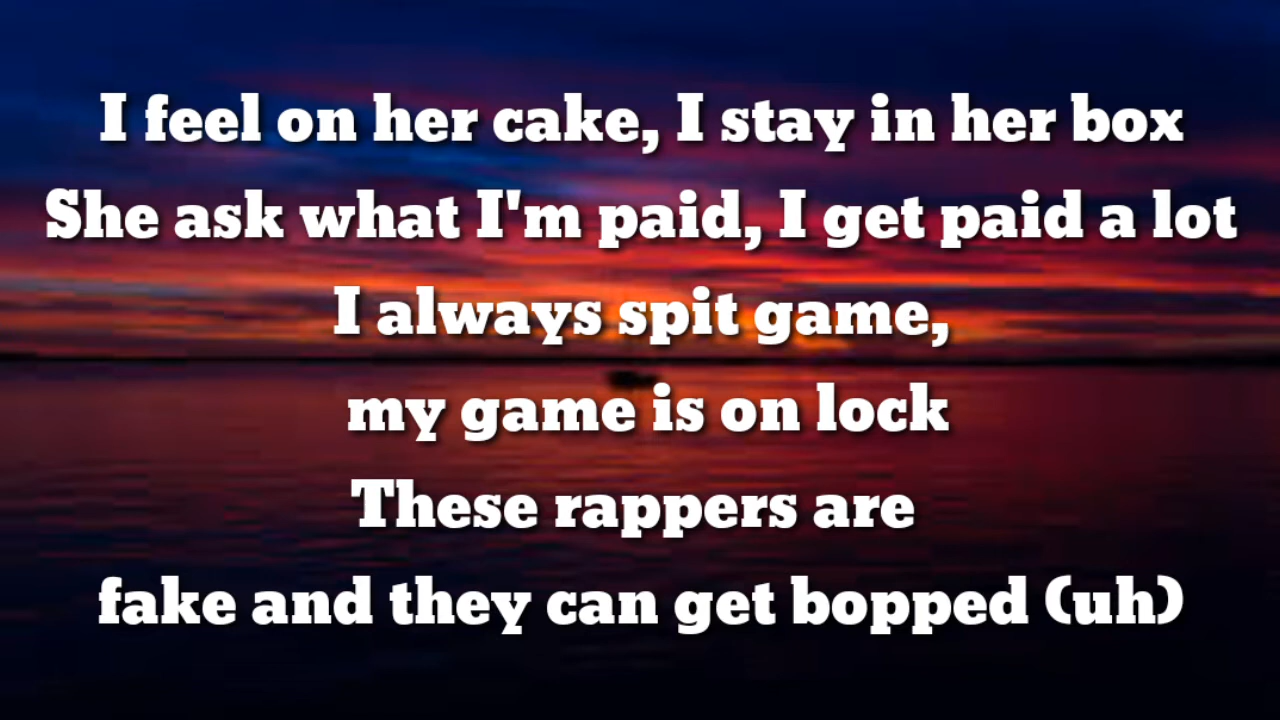 I feel on her cake, I stay in her box
She ask what I'm paid, I get paid a lot
I always spit game,
my game is on lock
These rappers are
fake and they can get bopped (uh)